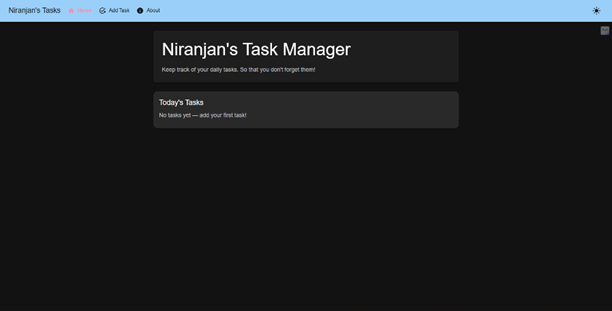 Niranjan's Tasks
Home
Add Task
About
Niranjan's Task Manager
Keep track of your daily tasks. So that you don't forget them!
Today's Tasks
No tasks yet — add your first task!